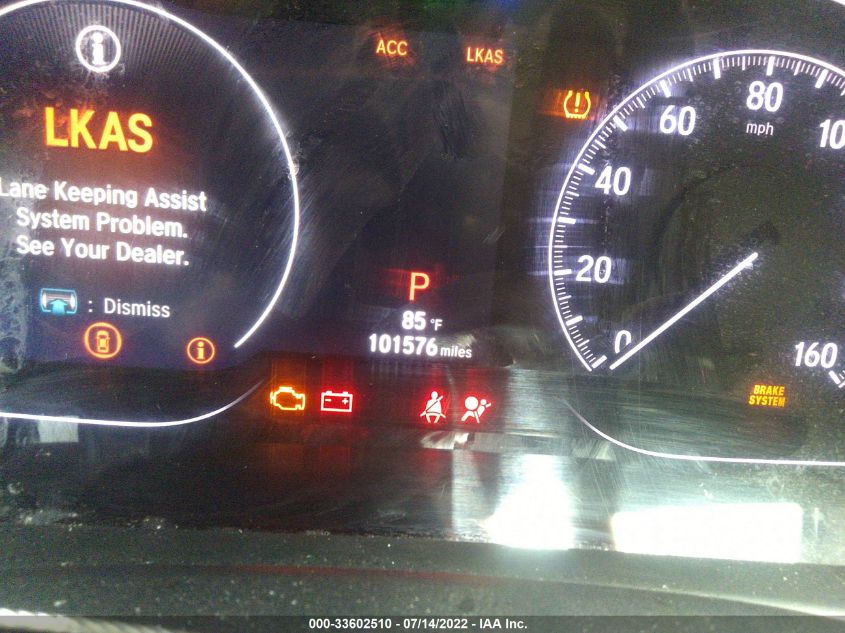 ACC
LKAS
LKAS
Lane Keeping Assist
System Problem.
See Your Dealer.
: Dismiss
P
85 °F
101576 miles
0
20
40
60
80
mph
160
BRAKE
SYSTEM
000-33602510 - 07/14/2022 - IAA Inc.